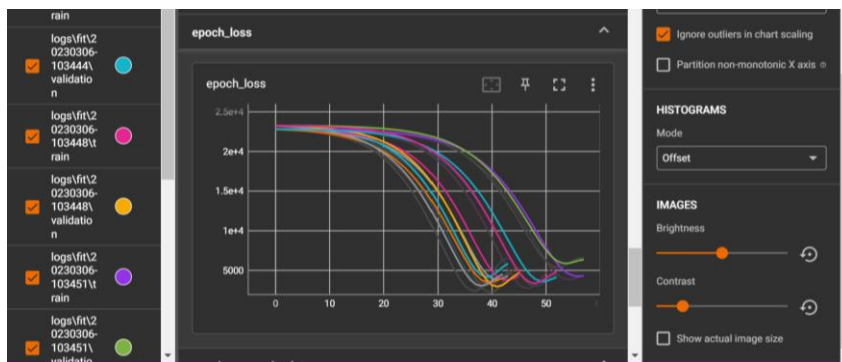 rain
logs\fit\2
0230306-
103444\
validatio
n
logs\fit\2
0230306-
103448\t
rain
logs\fit\2
0230306-
103448\
validatio
n
logs\fit\2
0230306-
103451\t
rain
logs\fit\2
0230306-
103451\
validatio
epoch_loss
epoch_loss
2.5e+4
2e+4
1.5e+4
1e+4
5000
0 10 20 30 40 50
Ignore outliers in chart scaling
Partition non-monotonic X axis
HISTOGRAMS
Mode
Offset
IMAGES
Brightness
Contrast
Show actual image size